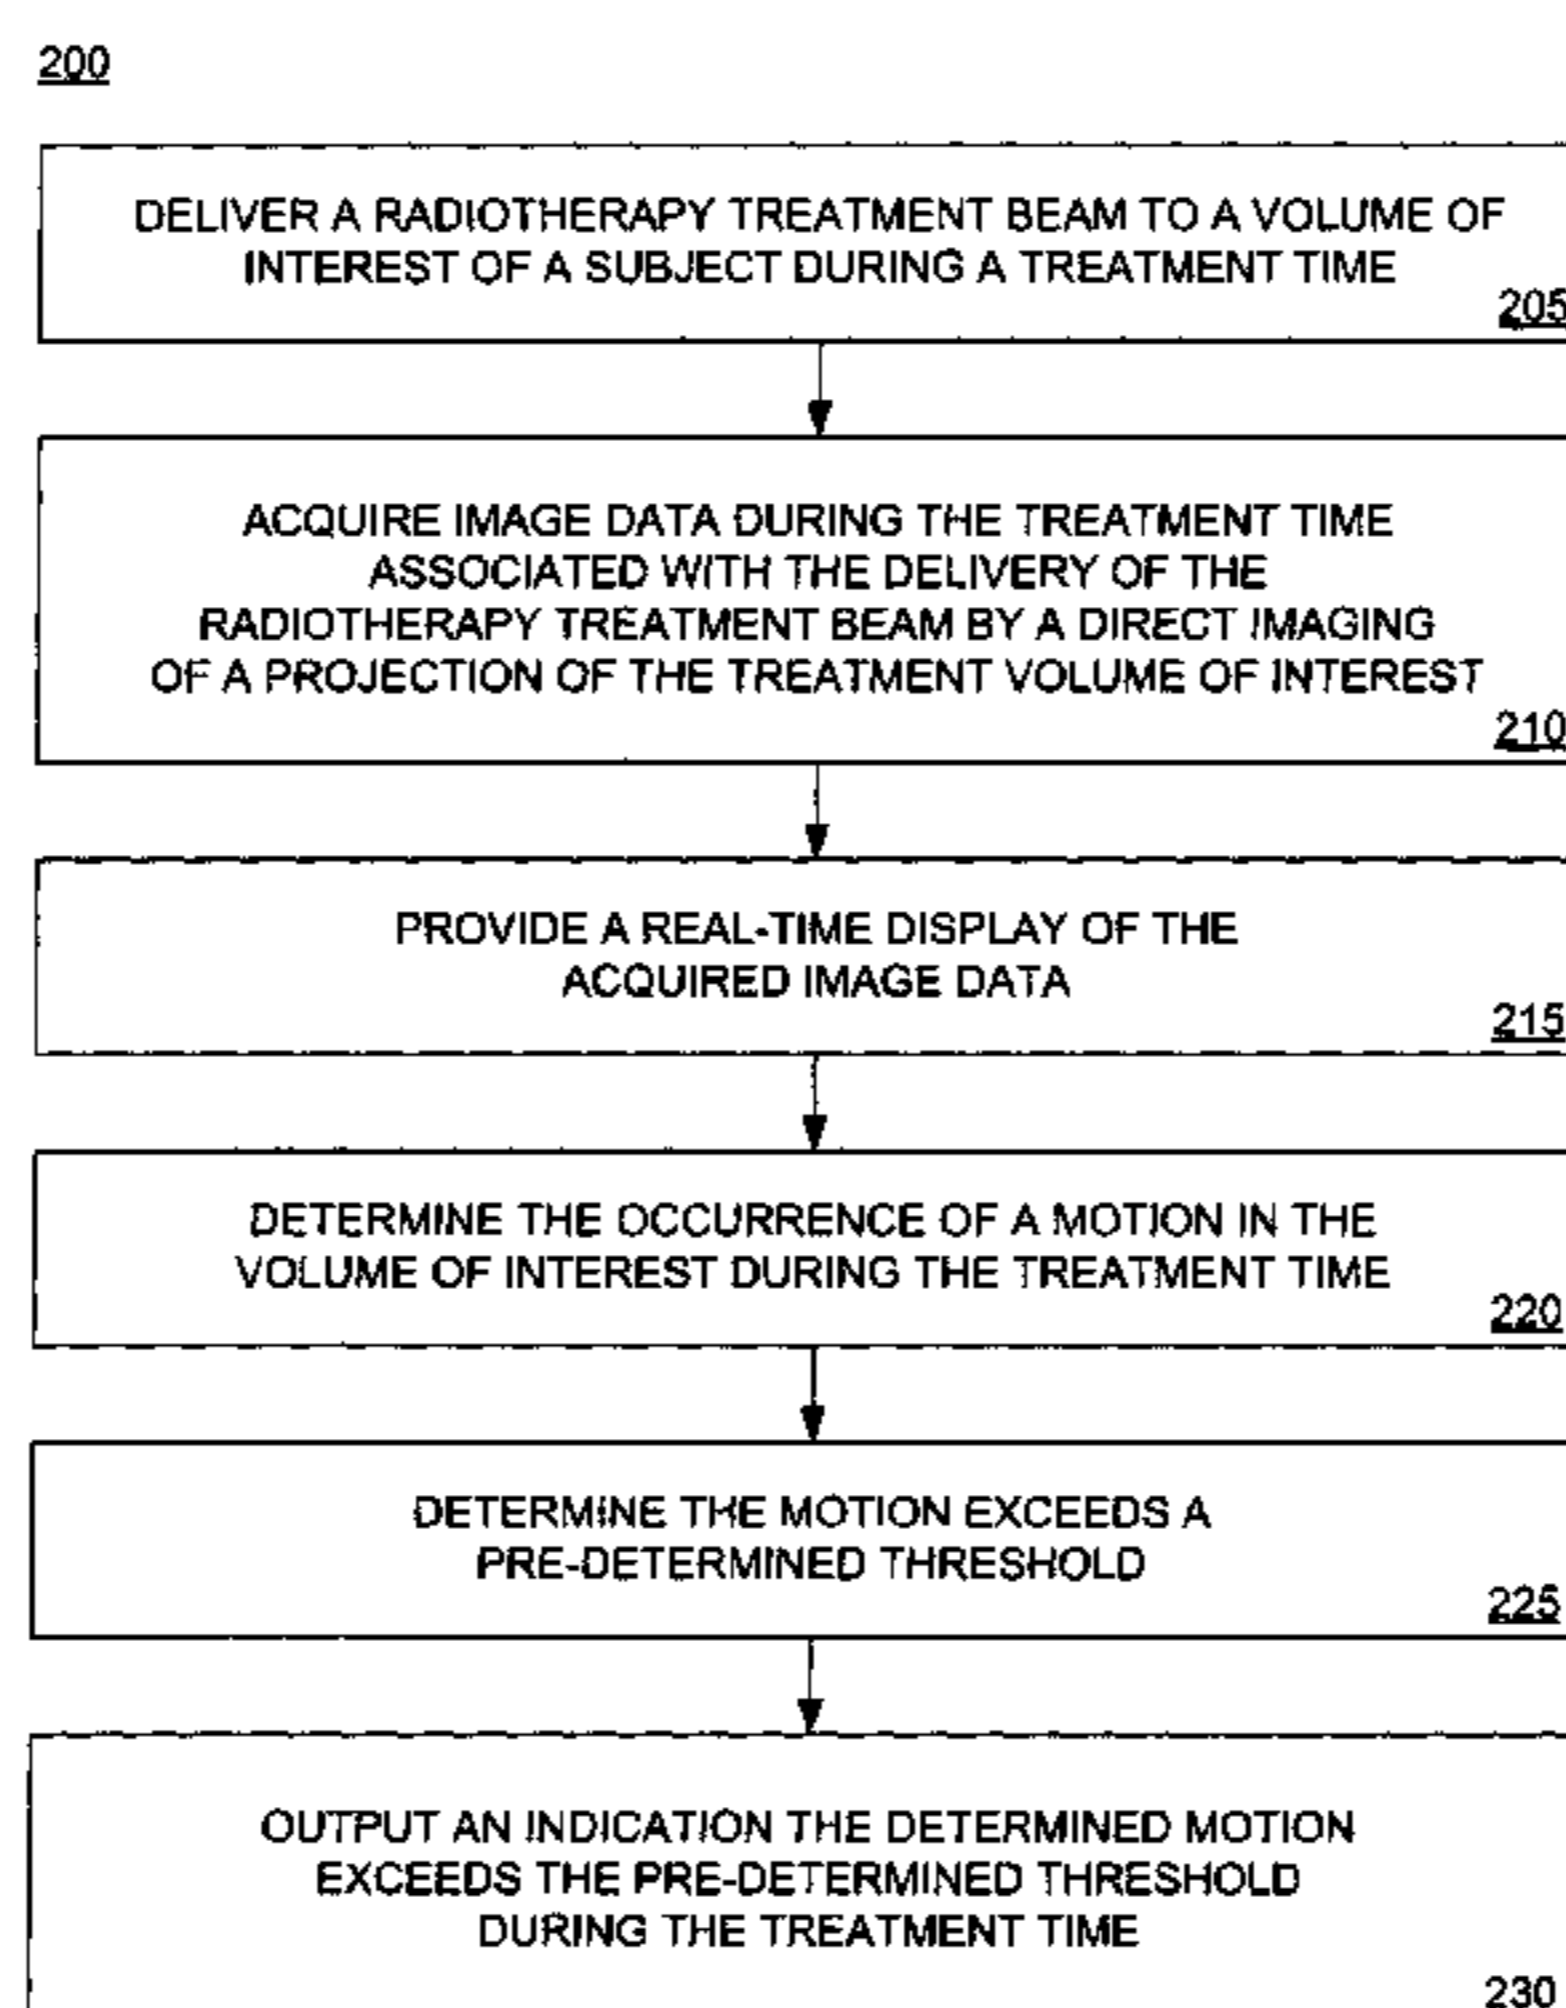 200
DELIVER A RADIOTHERAPY TREATMENT BEAM TO A VOLUME OF
INTEREST OF A SUBJECT DURING A TREATMENT TIME
205
ACQUIRE IMAGE DATA DURING THE TREATMENT TIME
ASSOCIATED WITH THE DELIVERY OF THE
RADIOTHERAPY TREATMENT BEAM BY A DIRECT IMAGING
OF A PROJECTION OF THE TREATMENT VOLUME OF INTEREST
210
PROVIDE A REAL-TIME DISPLAY OF THE
ACQUIRED IMAGE DATA
215
DETERMINE THE OCCURRENCE OF A MOTION IN THE
VOLUME OF INTEREST DURING THE TREATMENT TIME
220
DETERMINE THE MOTION EXCEEDS A
PRE-DETERMINED THRESHOLD
225
OUTPUT AN INDICATION THE DETERMINED MOTION
EXCEEDS THE PRE-DETERMINED THRESHOLD
DURING THE TREATMENT TIME
230